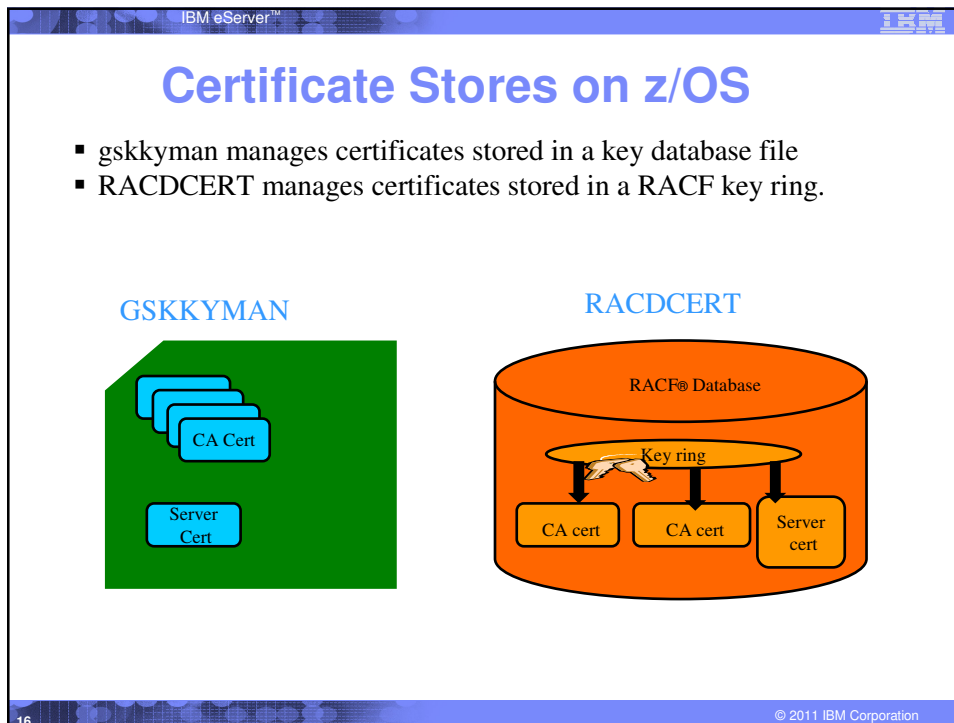 IBM eServer™
IBM
Certificate Stores on z/OS
▪ gskkyman manages certificates stored in a key database file
▪ RACDCERT manages certificates stored in a RACF key ring.
GSKKYMAN
RACDCERT
CA Cert
Server
Cert
RACF® Database
Key ring
CA cert
CA cert
Server
cert
16
© 2011 IBM Corporation